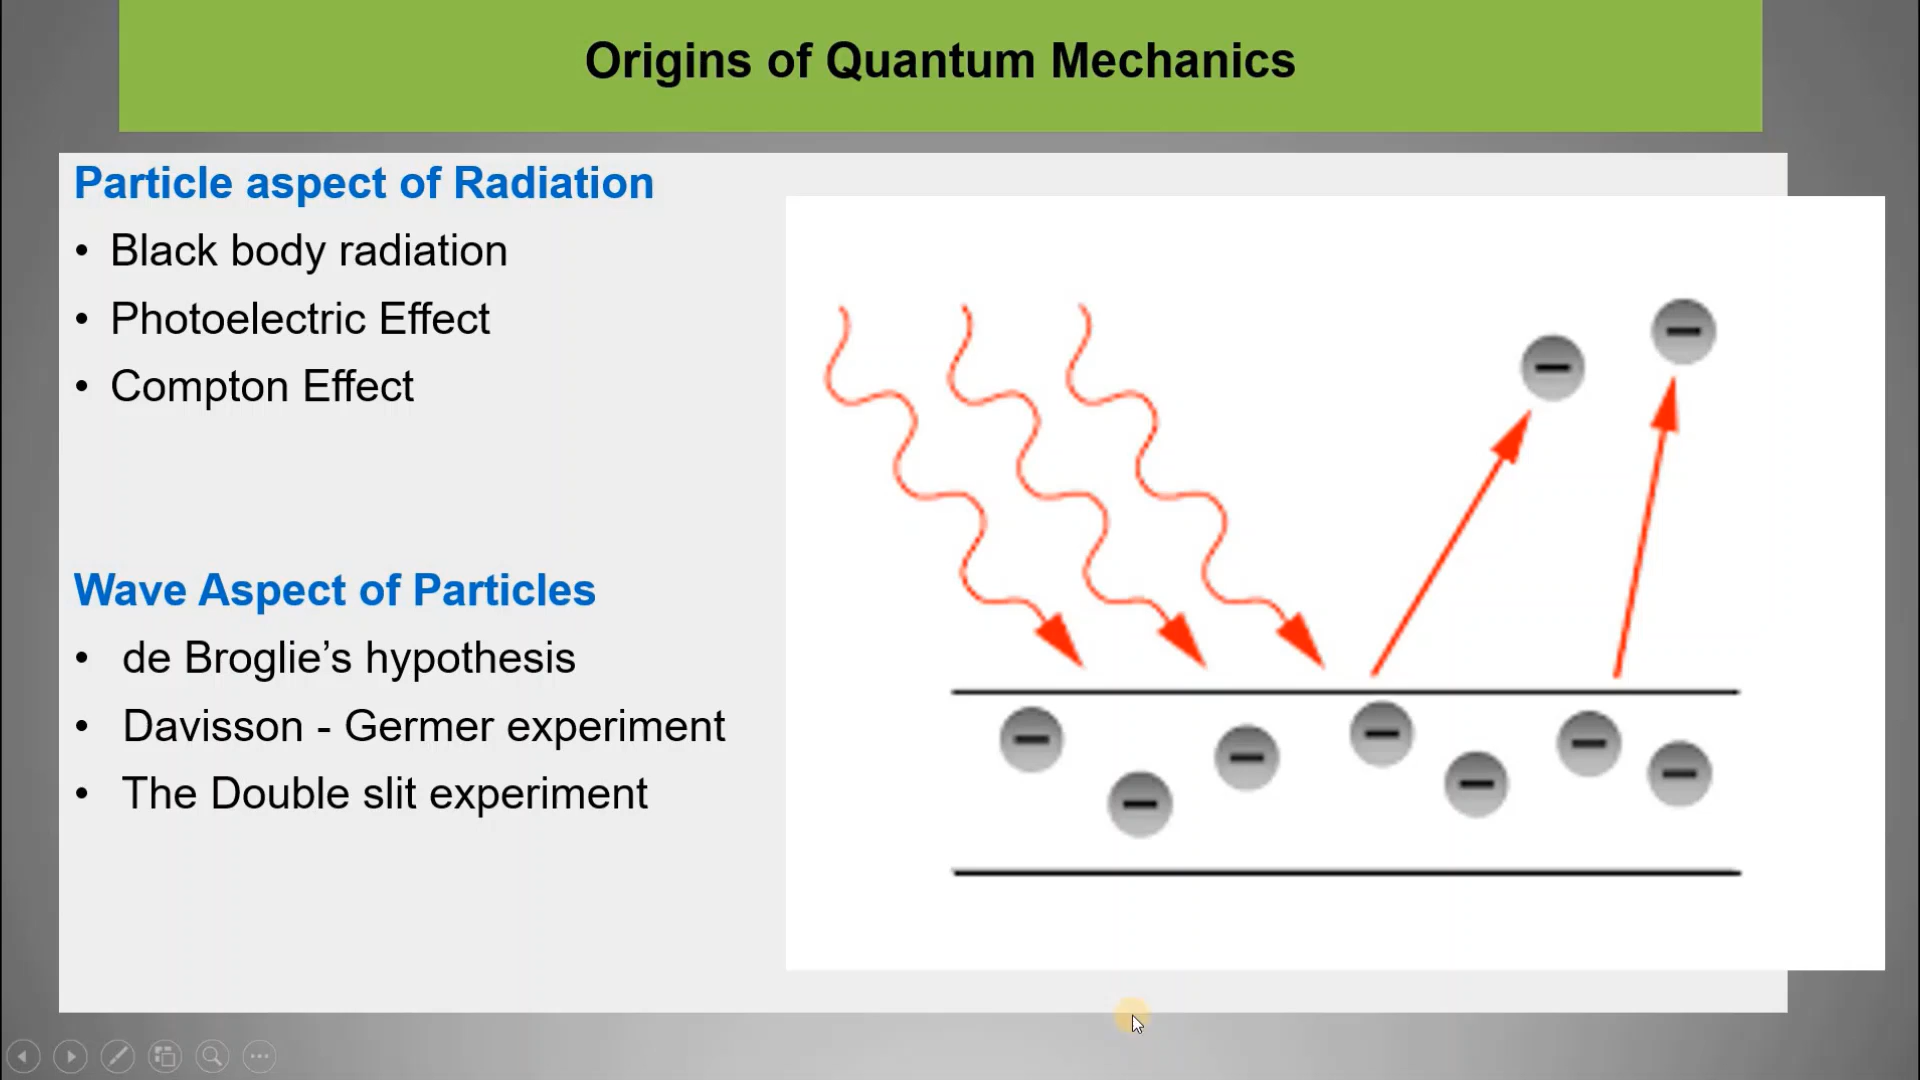 Origins of Quantum Mechanics
Particle aspect of Radiation
• Black body radiation
• Photoelectric Effect
• Compton Effect
Wave Aspect of Particles
• de Broglie’s hypothesis
• Davisson - Germer experiment
• The Double slit experiment